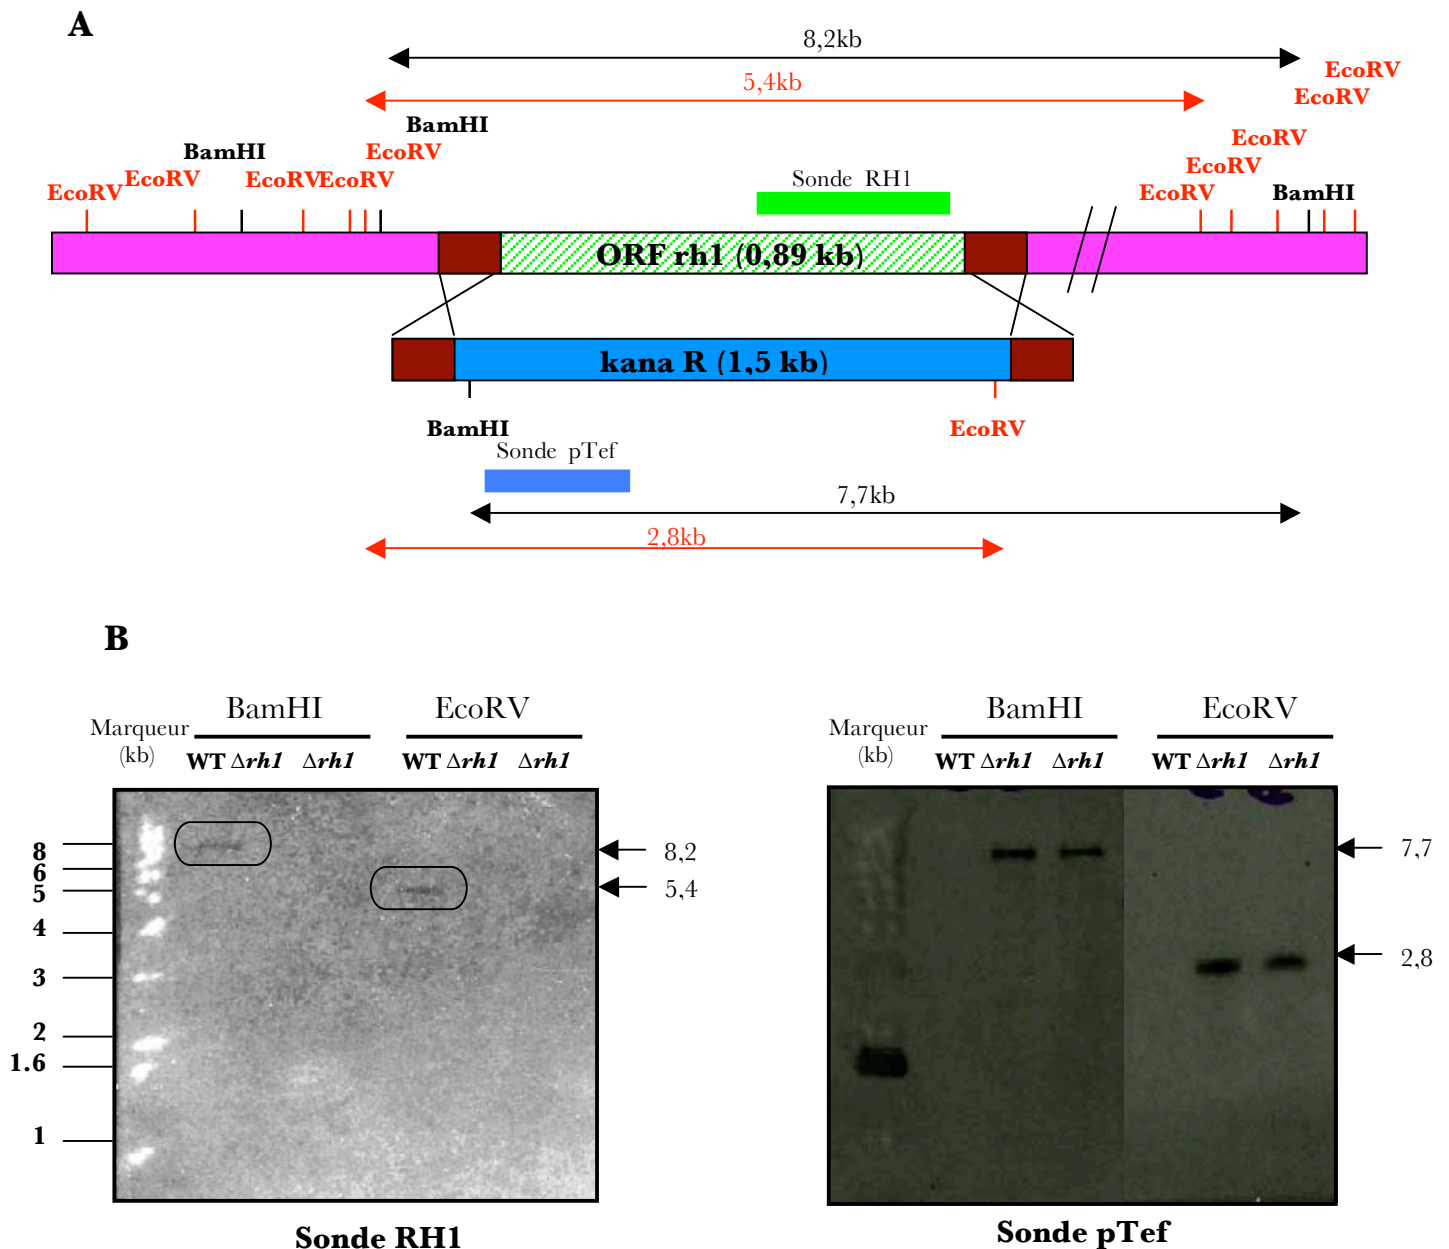 A
8,2kb
EcoRV
5,4kb
EcoRV
BamHI
EcoRV
BamHI
EcoRV
EcoRV
Sonde RH1
EcoRV
EcoRV
EcoRV
EcoRV
EcoRV
EcoRV
BamHI
ORF rh1 (0,89 kb)
kana R (1,5 kb)
BamHI
EcoRV
Sonde pTef
7,7kb
2,8kb
B
BamHI EcoRV
Marqueur
(kb)
WT Δrh1 Δrh1 WT Δrh1 Δrh1
8
6
5
4
3
2
1.6
1
8,2
5,4
Sonde RH1
BamHI EcoRV
Marqueur
(kb)
WT Δrh1 Δrh1 WT Δrh1 Δrh1
7,7
2,8
Sonde pTef